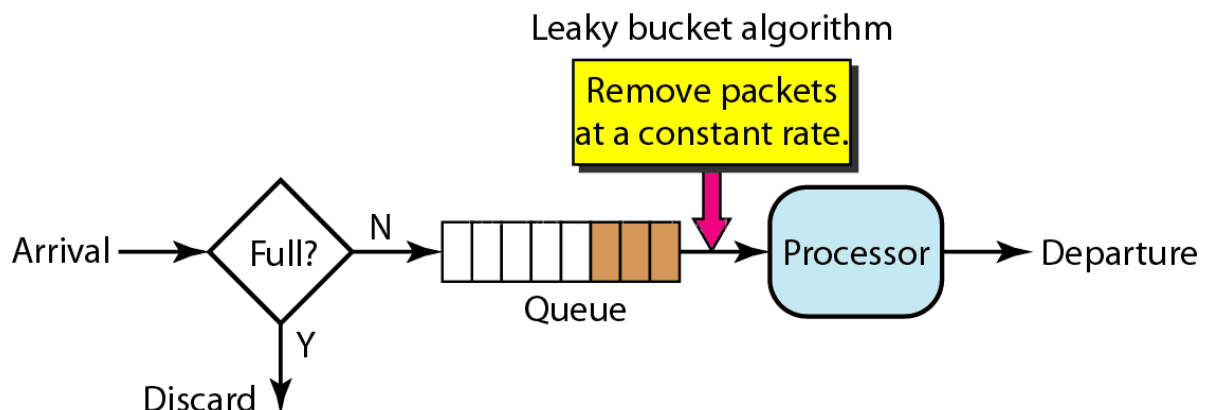 Leaky bucket algorithm
Remove packets
at a constant rate.
Arrival
Full?
N
Queue
Processor
Departure
Y
Discard